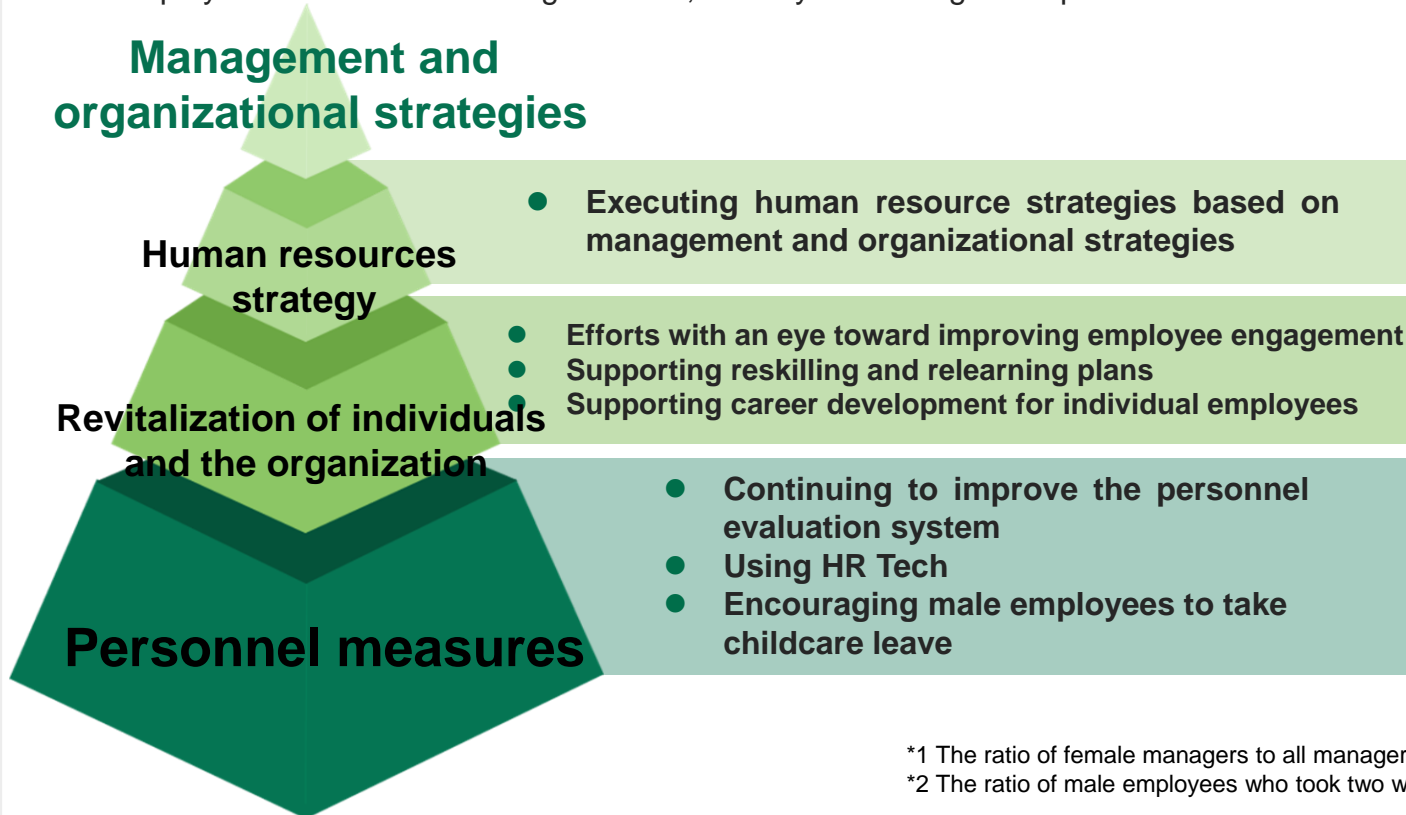 Management and
organizational strategies
● Executing human resource strategies based on
management and organizational strategies
Human resources
strategy
● Efforts with an eye toward improving employee engagement
● Supporting reskilling and relearning plans
● Supporting career development for individual employees
Revitalization of individuals
and the organization
● Continuing to improve the personnel
evaluation system
● Using HR Tech
● Encouraging male employees to take
childcare leave
Personnel measures
*1 The ratio of female managers to all manager
*2 The ratio of male employees who took two w